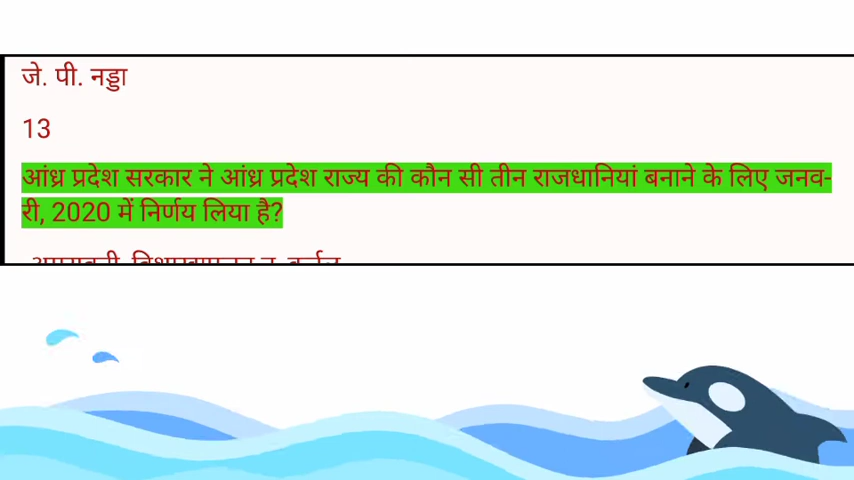 जे. पी. नड्डा
13
आंध्र प्रदेश सरकार ने आंध्र प्रदेश राज्य की कौन सी तीन राजधानियां बनाने के लिए जनव-
री, 2020 में निर्णय लिया है?